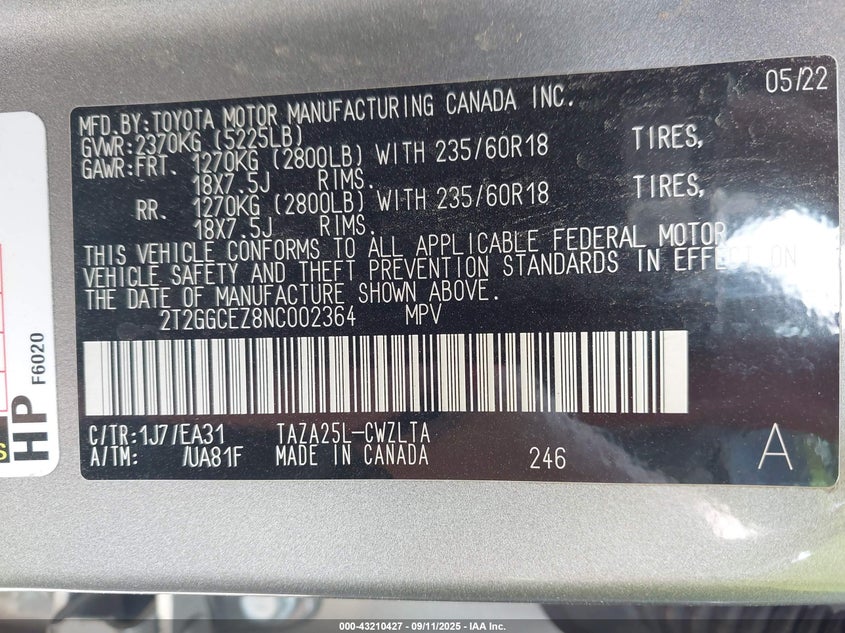 MFD.BY:TOYOTA MOTOR MANUFACTURING CANADA INC. 05/22
GVWR:2370KG (5225LB)
GAWR:FRT. 1270KG (2800LB) WITH 235/60R18 TIRES,
18X7.5J RIMS.
RR. 1270KG (2800LB) WITH 235/60R18 TIRES,
18X7.5J RIMS.
THIS VEHICLE CONFORMS TO ALL APPLICABLE FEDERAL MOTOR
VEHICLE SAFETY AND THEFT PREVENTION STANDARDS IN EFFECT ON
THE DATE OF MANUFACTURE SHOWN ABOVE.
2T2GGCEZ8NC002364 MPV
C/TR:1J7/EA31 TAZA25L-CWZLTA
A/TM: /UA81F MADE IN CANADA 246 A
HP F6020
S
000-43210427 - 09/11/2025 - IAA Inc.